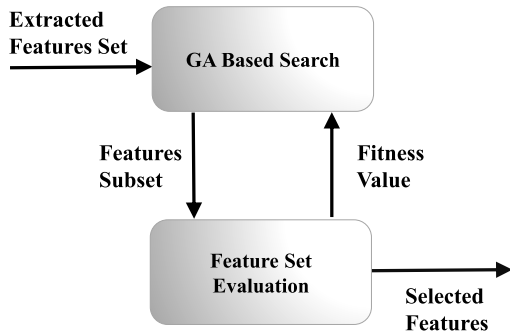 Extracted
Features Set
GA Based Search
Features
Subset
Fitness
Value
Feature Set
Evaluation
Selected
Features